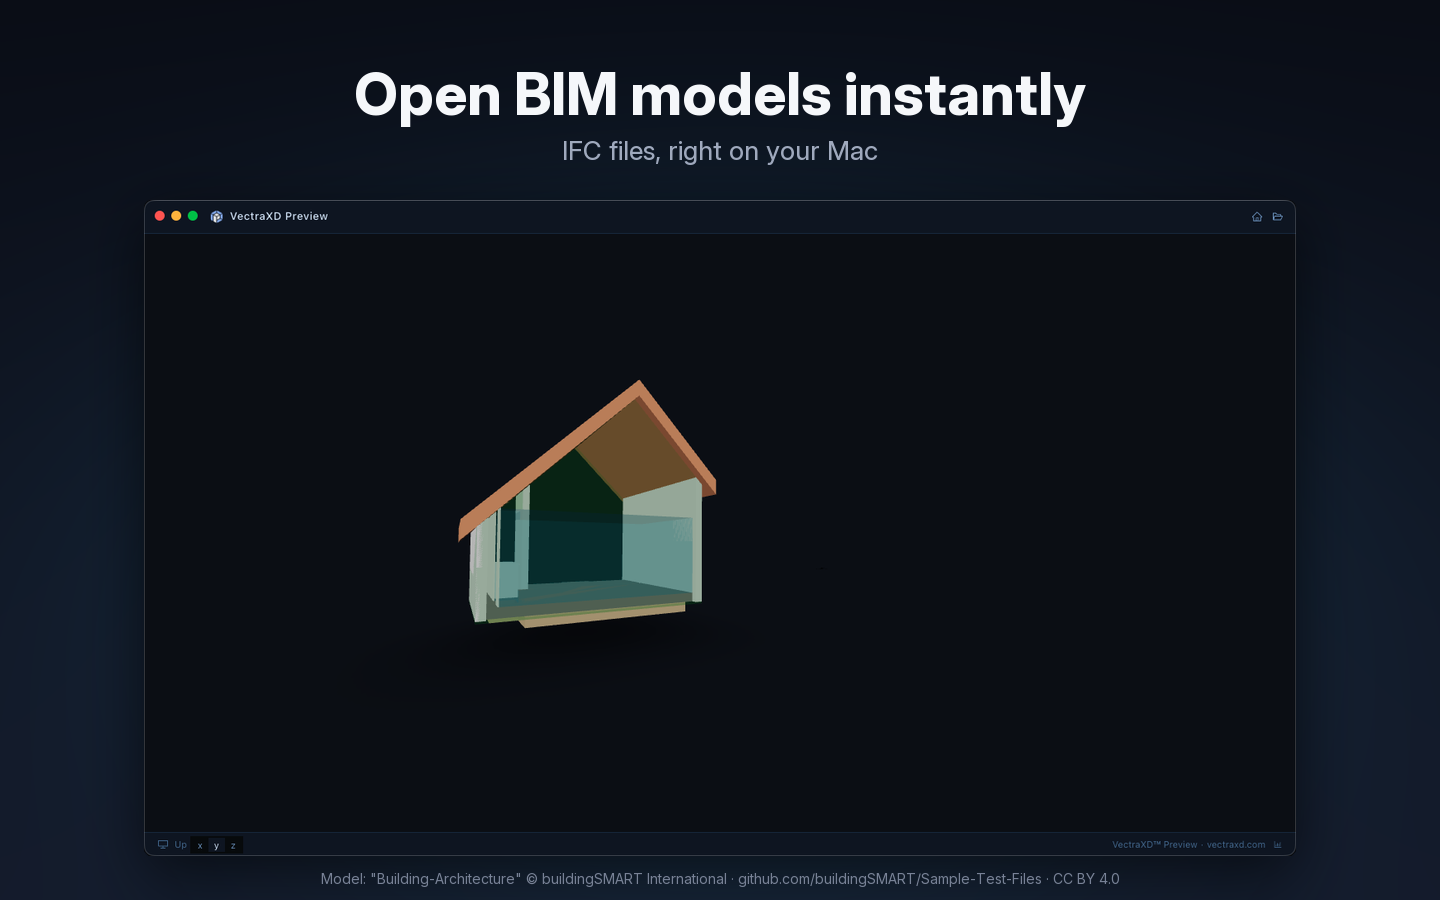 Open BIM models instantly
IFC files, right on your Mac
VectraXD Preview
Up x y z
VectraXD™ Preview · vectraxd.com
Model: "Building-Architecture" © buildingSMART International · github.com/buildingSMART/Sample-Test-Files · CC BY 4.0